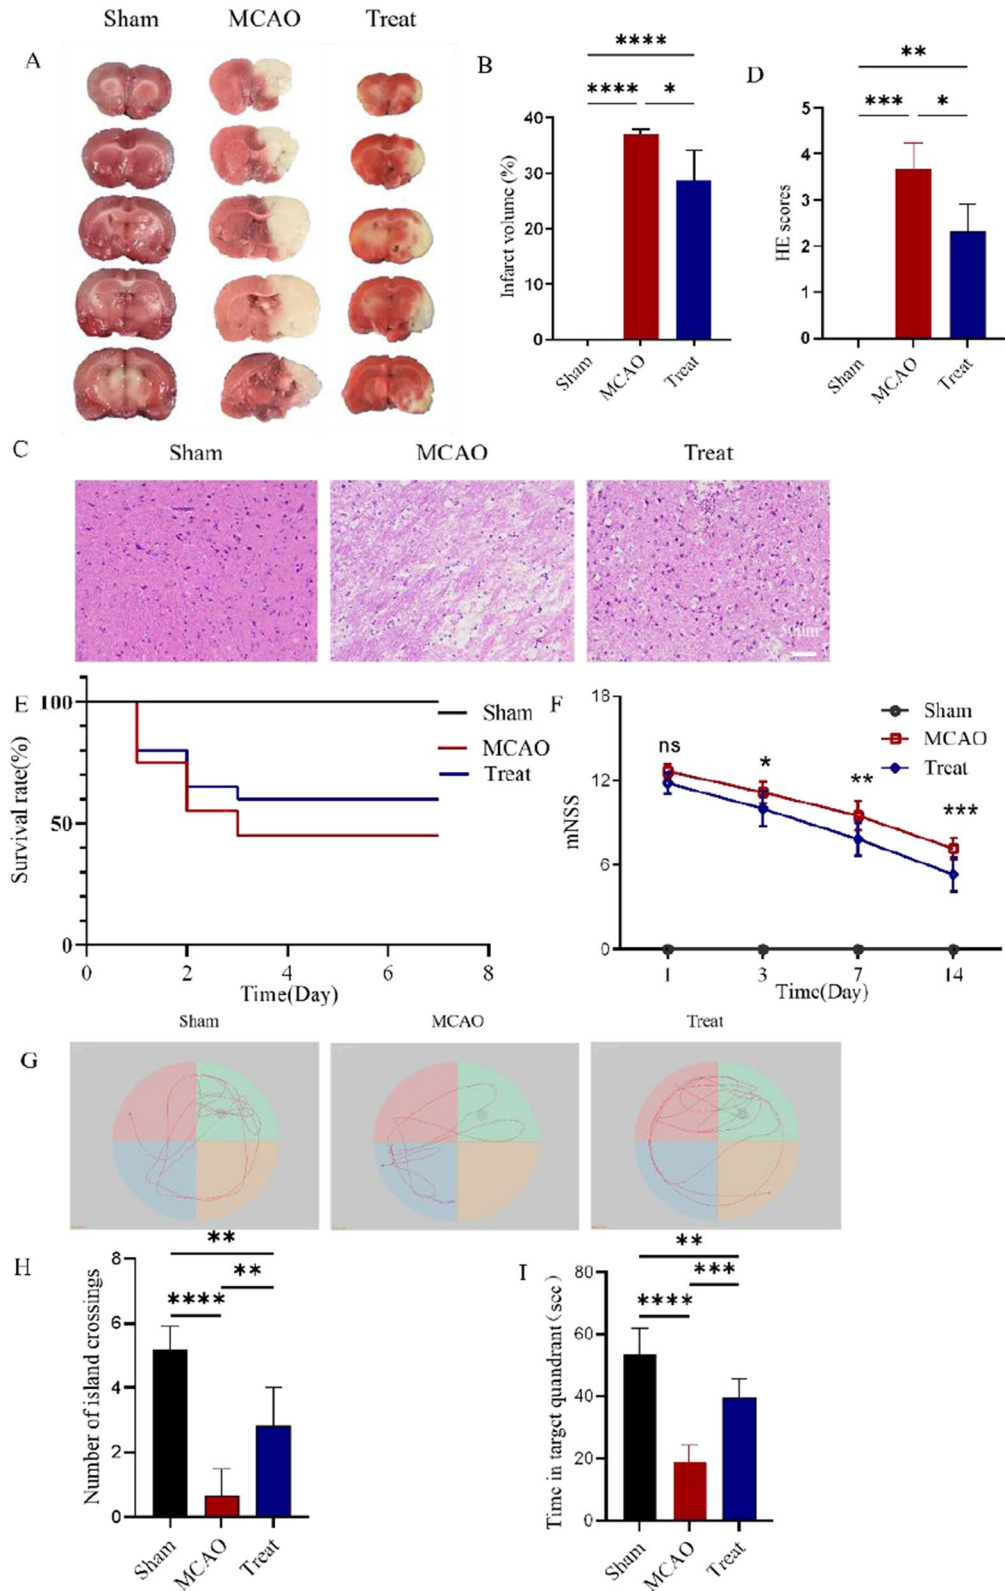 Sham MCAO Treat
A
B
****
**** *
Infarct volume (%)
40
30
20
10
0
Sham MCAO Treat
D
**
*** *
HE scores
5
4
3
2
1
0
Sham MCAO Treat
C
Sham MCAO Treat
50μm
E
Survival rate(%)
100
50
0
Sham
MCAO
Treat
0 2 4 6 8
Time(Day)
F
mNSS
18
12
6
0
Sham
MCAO
Treat
ns * ** ***
1 3 7 14
Time(Day)
Sham MCAO Treat
G
H
**
**
****
Number of island crossings
8
6
4
2
0
Sham MCAO Treat
I
**
***
****
Time in target quandrant (sec)
80
60
40
20
0
Sham MCAO Treat